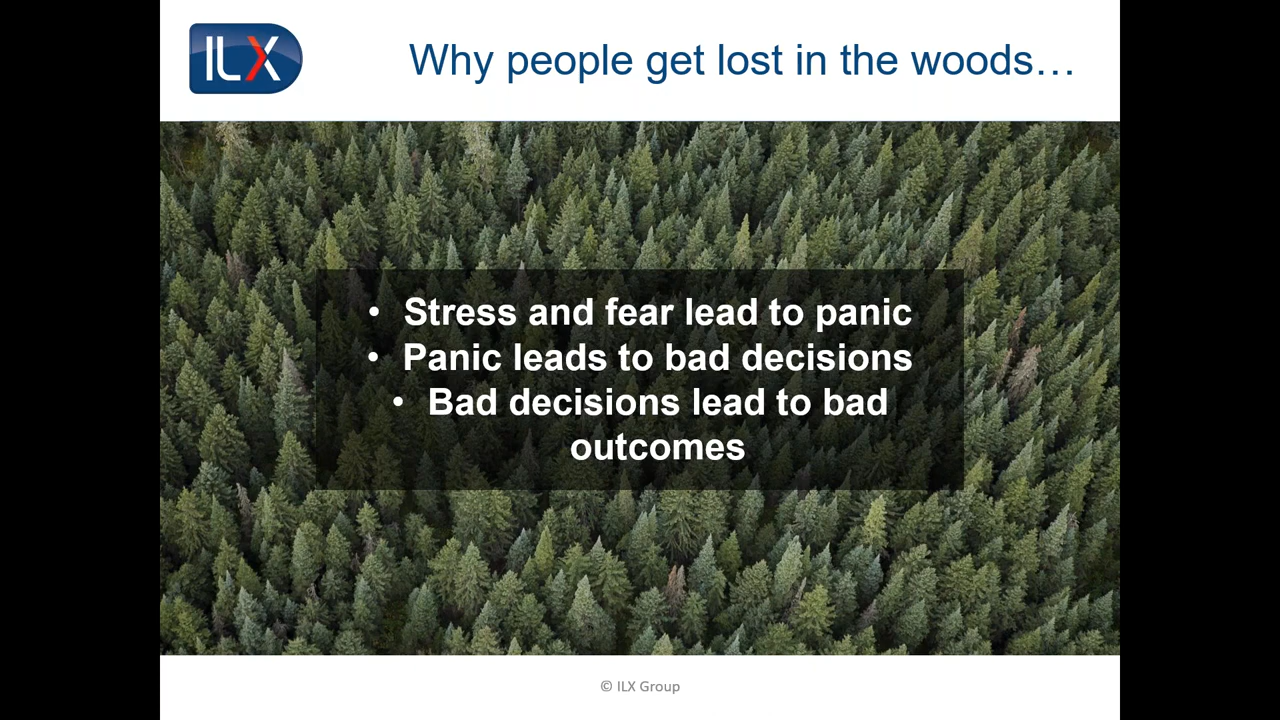 ILX
Why people get lost in the woods…
• Stress and fear lead to panic
• Panic leads to bad decisions
• Bad decisions lead to bad
outcomes
© ILX Group